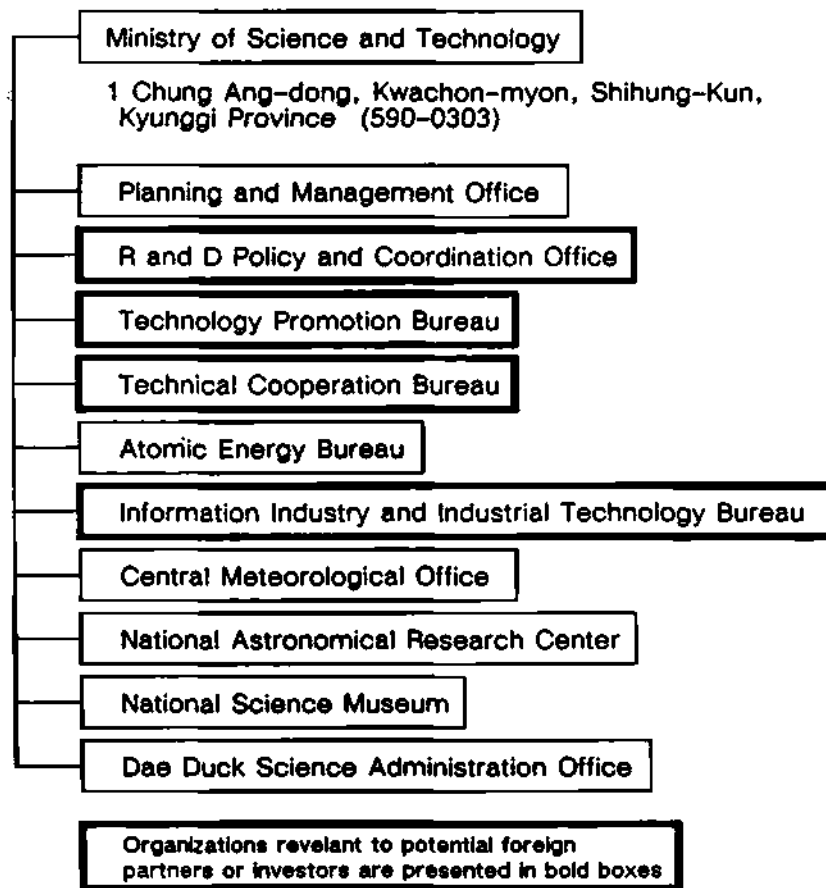 Ministry of Science and Technology
1 Chung Ang-dong, Kwachon-myon, Shihung-Kun,
Kyunggi Province (590-0303)
Planning and Management Office
R and D Policy and Coordination Office
Technology Promotion Bureau
Technical Cooperation Bureau
Atomic Energy Bureau
Information Industry and Industrial Technology Bureau
Central Meteorological Office
National Astronomical Research Center
National Science Museum
Dae Duck Science Administration Office
Organizations revelant to potential foreign
partners or investors are presented in bold boxes